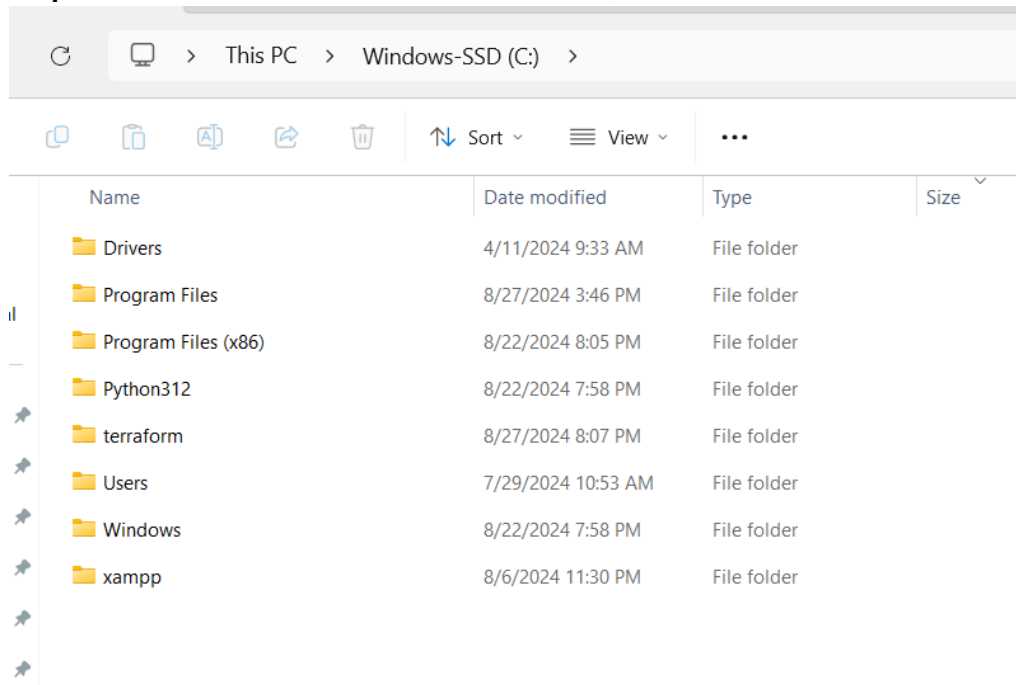 This PC > Windows-SSD (C:) >
Sort View ...
Name Date modified Type Size
Drivers 4/11/2024 9:33 AM File folder
Program Files 8/27/2024 3:46 PM File folder
Program Files (x86) 8/22/2024 8:05 PM File folder
Python312 8/22/2024 7:58 PM File folder
terraform 8/27/2024 8:07 PM File folder
Users 7/29/2024 10:53 AM File folder
Windows 8/22/2024 7:58 PM File folder
xampp 8/6/2024 11:30 PM File folder